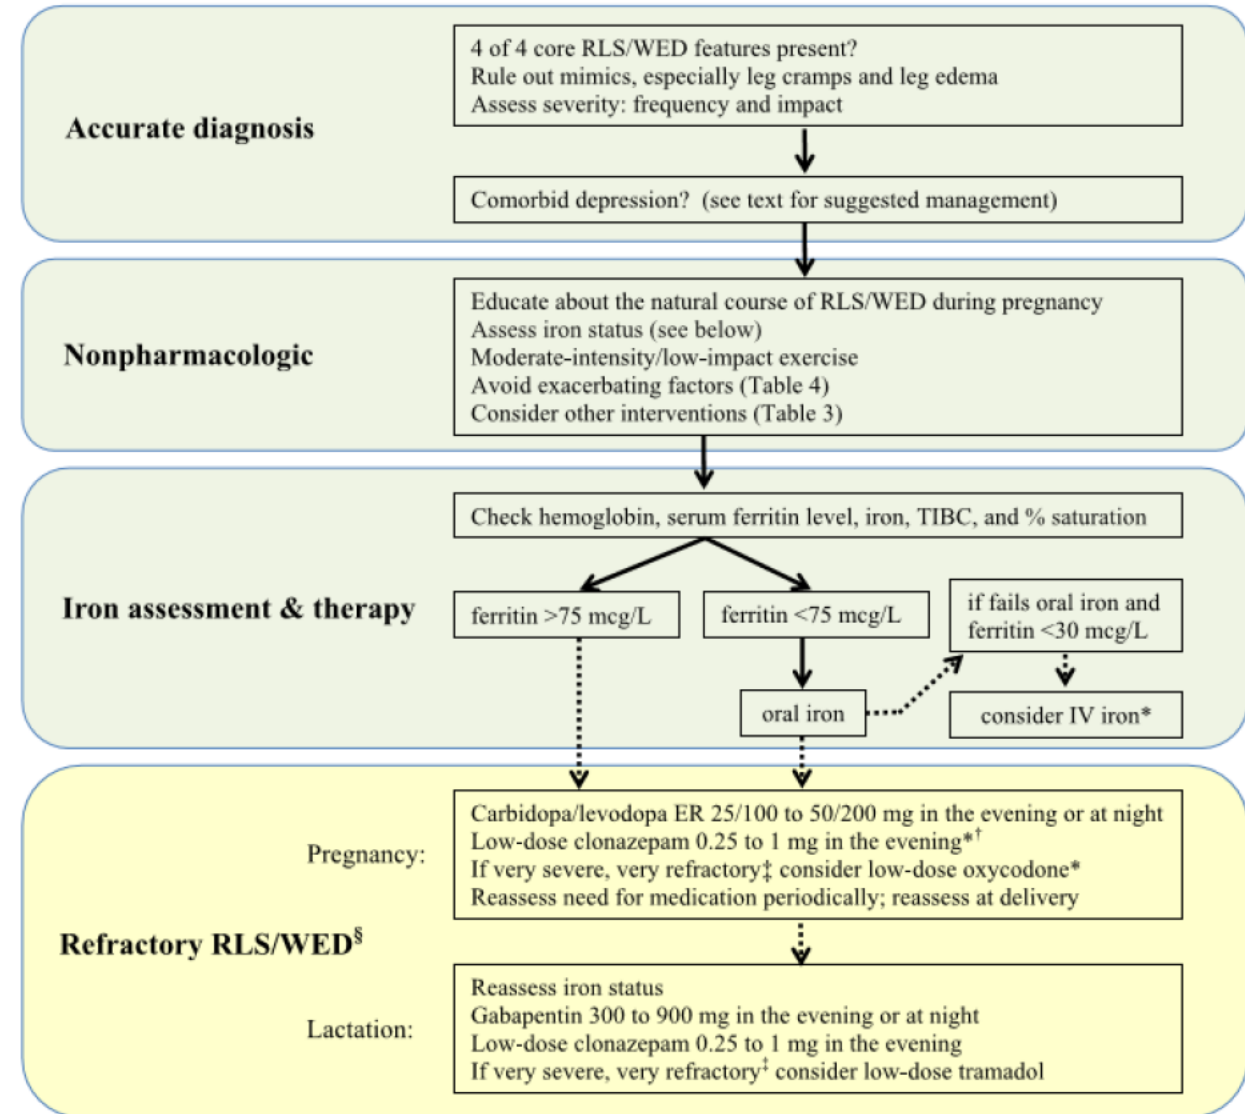 4 of 4 core RLS/WED features present?
Rule out mimics, especially leg cramps and leg edema
Assess severity: frequency and impact
Accurate diagnosis
Comorbid depression?  (see text for suggested management)
Educate about the natural course of RLS/WED during pregnancy
Assess iron status (see below)
Nonpharmacologic
Moderate-intensity/low-impact exercise
Avoid exacerbating factors (Table 4)
Consider other interventions (Table 3)
Check hemoglobin, serum ferritin level, iron, TIBC, and % saturation
Iron assessment & therapy
ferritin >75 mcg/L
ferritin <75 mcg/L
if fails oral iron and
ferritin <30 mcg/L
oral iron
consider IV iron*
Carbidopa/levodopa ER 25/100 to 50/200 mg in the evening or at night
Low-dose clonazepam 0.25 to 1 mg in the evening*†
Pregnancy:
If very severe, very refractory‡ consider low-dose oxycodone*
Reassess need for medication periodically; reassess at delivery
Refractory RLS/WED§
Reassess iron status
Gabapentin 300 to 900 mg in the evening or at night
Lactation:
Low-dose clonazepam 0.25 to 1 mg in the evening
If very severe, very refractory‡ consider low-dose tramadol